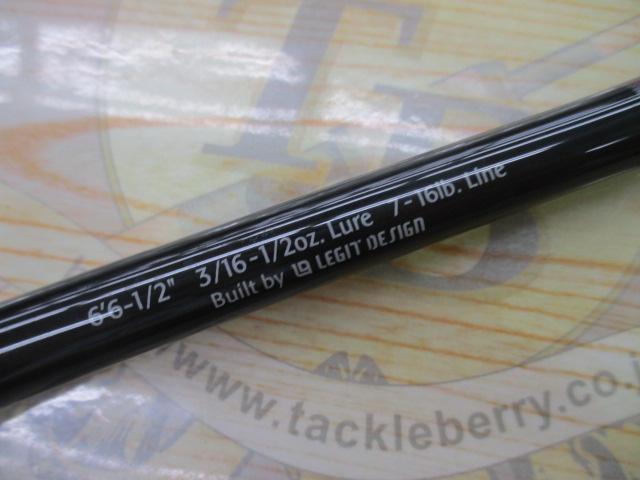 TB
6'6-1/2" 3/16-1/2oz. Lure 7-16lb. Line
Built by LEGIT DESIGN
www.tackleberry.co.j